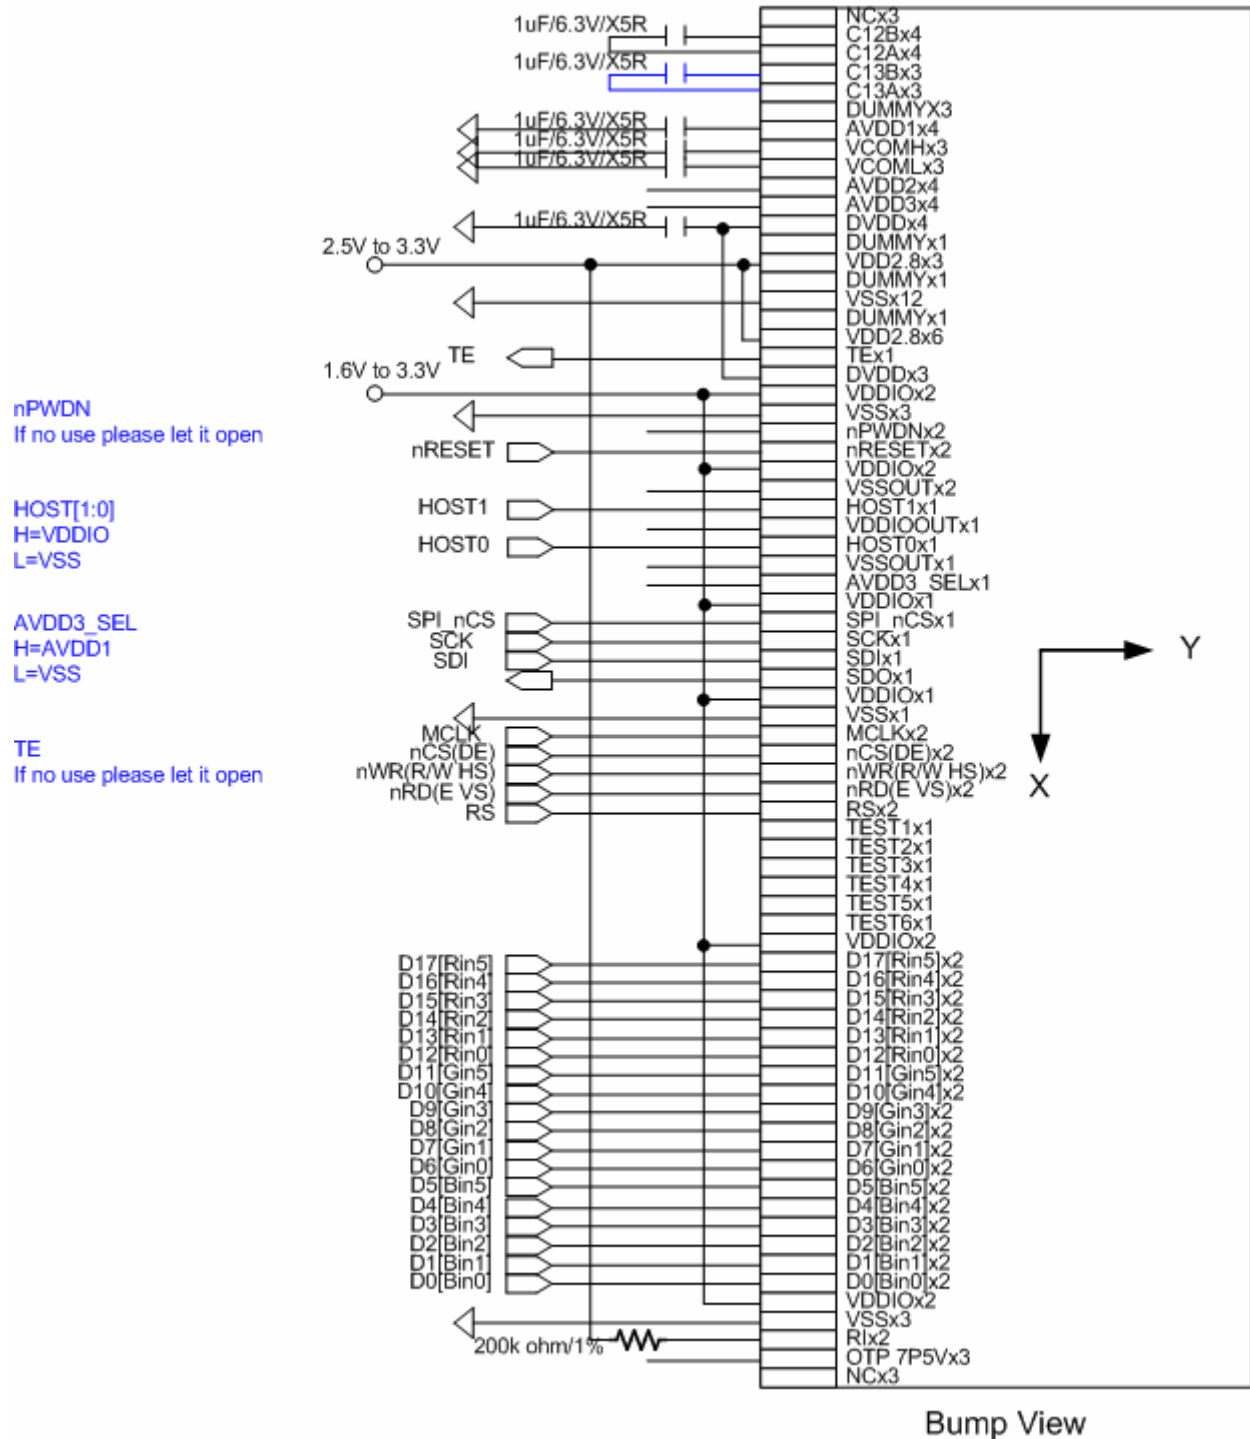 1uF/6.3V/X5R
1uF/6.3V/X5R
1uF/6.3V/X5R
1uF/6.3V/X5R
1uF/6.3V/X5R
1uF/6.3V/X5R
2.5V to 3.3V
TE
1.6V to 3.3V
nRESET
HOST1
HOST0
SPI_nCS
SCK
SDI
MCLK
nCS(DE)
nWR(R/W HS)
nRD(E VS)
RS
D17[Rin5]
D16[Rin4]
D15[Rin3]
D14[Rin2]
D13[Rin1]
D12[Rin0]
D11[Gin5]
D10[Gin4]
D9[Gin3]
D8[Gin2]
D7[Gin1]
D6[Gin0]
D5[Bin5]
D4[Bin4]
D3[Bin3]
D2[Bin2]
D1[Bin1]
D0[Bin0]
200k ohm/1%
nPWDN
If no use please let it open
HOST[1:0]
H=VDDIO
L=VSS
AVDD3_SEL
H=AVDD1
L=VSS
TE
If no use please let it open
NCx3
C12Bx4
C12Ax4
C13Bx3
C13Ax3
DUMMYX3
AVDD1x4
VCOMHx3
VCOMLx3
AVDD2x4
AVDD3x4
DVDDx4
DUMMYx1
VDD2.8x3
DUMMYx1
VSSx12
DUMMYx1
VDD2.8x6
TEx1
DVDDx3
VDDIOx2
VSSx3
nPWDNx2
nRESETx2
VDDIOx2
VSSOUTx2
HOST1x1
VDDIOOUTx1
HOST0x1
VSSOUTx1
AVDD3_SELx1
VDDIOx1
SPI_nCSx1
SCKx1
SDIx1
SDOx1
VDDIOx1
VSSx1
MCLKx2
nCS(DE)x2
nWR(R/W HS)x2
nRD(E VS)x2
RSx2
TEST1x1
TEST2x1
TEST3x1
TEST4x1
TEST5x1
TEST6x1
VDDIOx2
D17[Rin5]x2
D16[Rin4]x2
D15[Rin3]x2
D14[Rin2]x2
D13[Rin1]x2
D12[Rin0]x2
D11[Gin5]x2
D10[Gin4]x2
D9[Gin3]x2
D8[Gin2]x2
D7[Gin1]x2
D6[Gin0]x2
D5[Bin5]x2
D4[Bin4]x2
D3[Bin3]x2
D2[Bin2]x2
D1[Bin1]x2
D0[Bin0]x2
VDDIOx2
VSSx3
RIx2
OTP 7P5Vx3
NCx3
Y
X
Bump View